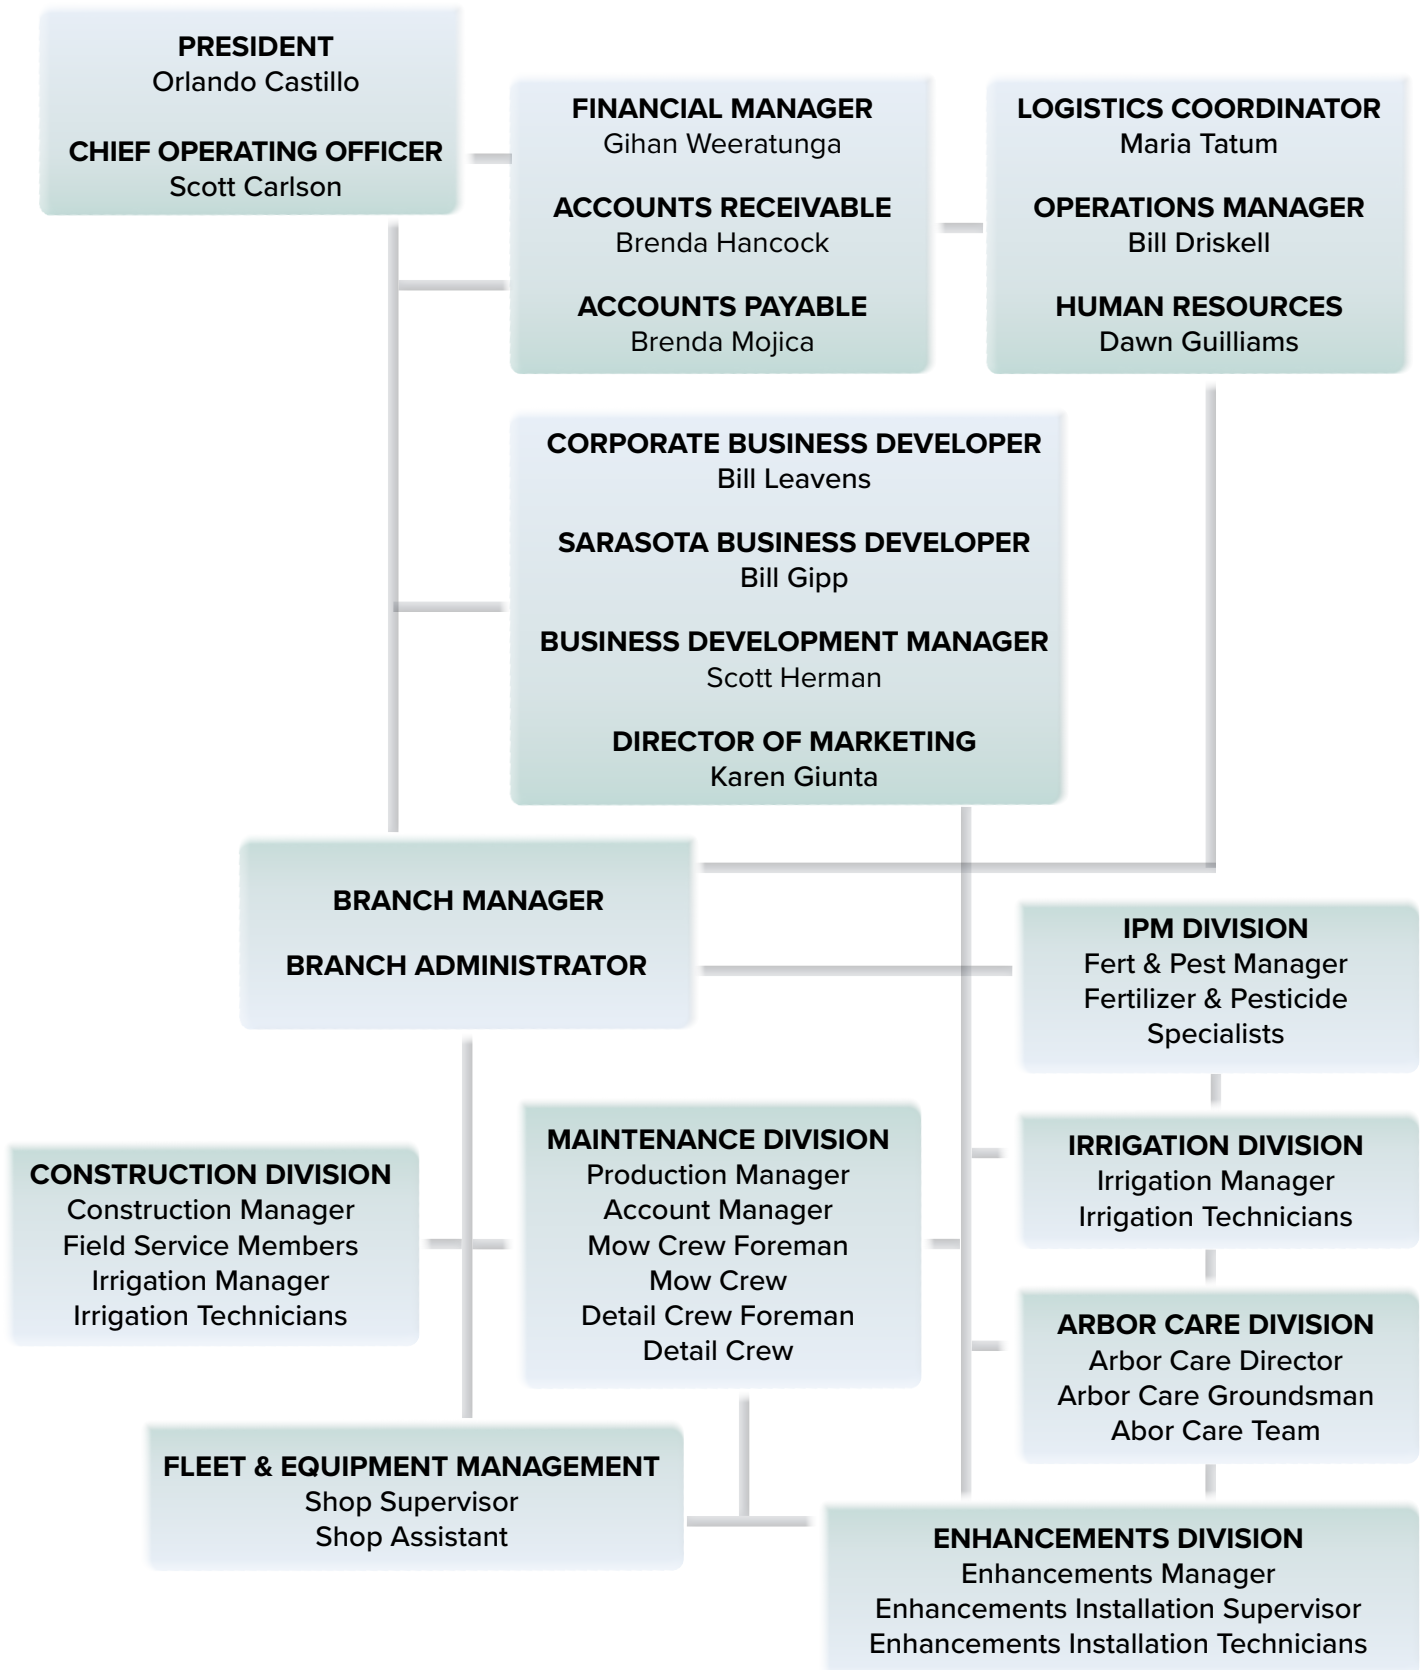 PRESIDENT
Orlando Castillo
CHIEF OPERATING OFFICER
Scott Carlson
FINANCIAL MANAGER
Gihan Weeratunga
ACCOUNTS RECEIVABLE
Brenda Hancock
ACCOUNTS PAYABLE
Brenda Mojica
LOGISTICS COORDINATOR
Maria Tatum
OPERATIONS MANAGER
Bill Driskell
HUMAN RESOURCES
Dawn Guilliams
CORPORATE BUSINESS DEVELOPER
Bill Leavens
SARASOTA BUSINESS DEVELOPER
Bill Gipp
BUSINESS DEVELOPMENT MANAGER
Scott Herman
DIRECTOR OF MARKETING
Karen Giunta
BRANCH MANAGER
BRANCH ADMINISTRATOR
IPM DIVISION
Fert & Pest Manager
Fertilizer & Pesticide
Specialists
CONSTRUCTION DIVISION
Construction Manager
Field Service Members
Irrigation Manager
Irrigation Technicians
MAINTENANCE DIVISION
Production Manager
Account Manager
Mow Crew Foreman
Mow Crew
Detail Crew Foreman
Detail Crew
IRRIGATION DIVISION
Irrigation Manager
Irrigation Technicians
ARBOR CARE DIVISION
Arbor Care Director
Arbor Care Groundsman
Abor Care Team
FLEET & EQUIPMENT MANAGEMENT
Shop Supervisor
Shop Assistant
ENHANCEMENTS DIVISION
Enhancements Manager
Enhancements Installation Supervisor
Enhancements Installation Technicians